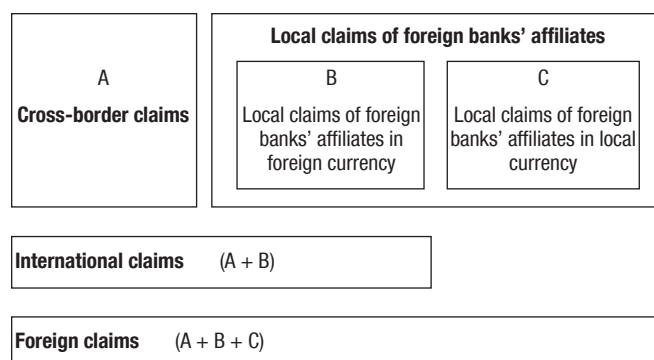 Local claims of foreign banks' affiliates
A
Cross-border claims
B
Local claims of foreign
banks' affiliates in
foreign currency
C
Local claims of foreign
banks' affiliates in local
currency
International claims (A + B)
Foreign claims (A + B + C)